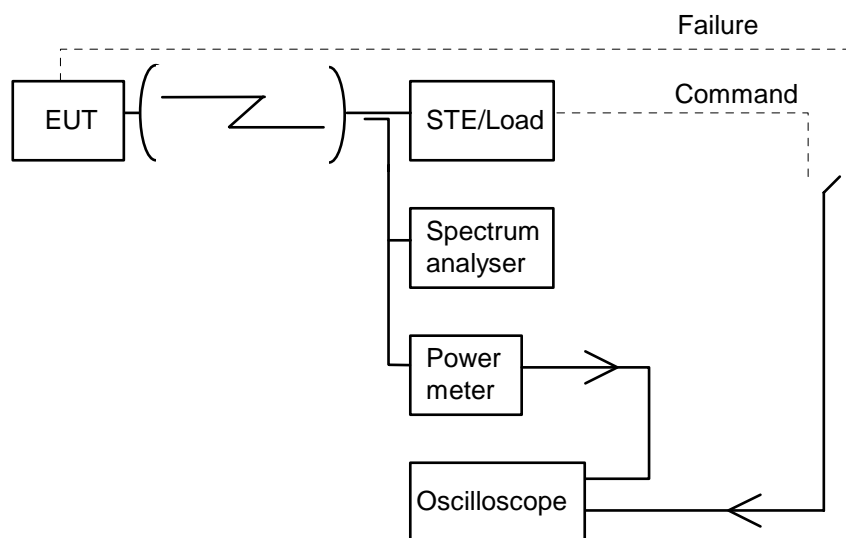 Failure
Command
EUT
STE/Load
Spectrum
analyser
Power
meter
Oscilloscope